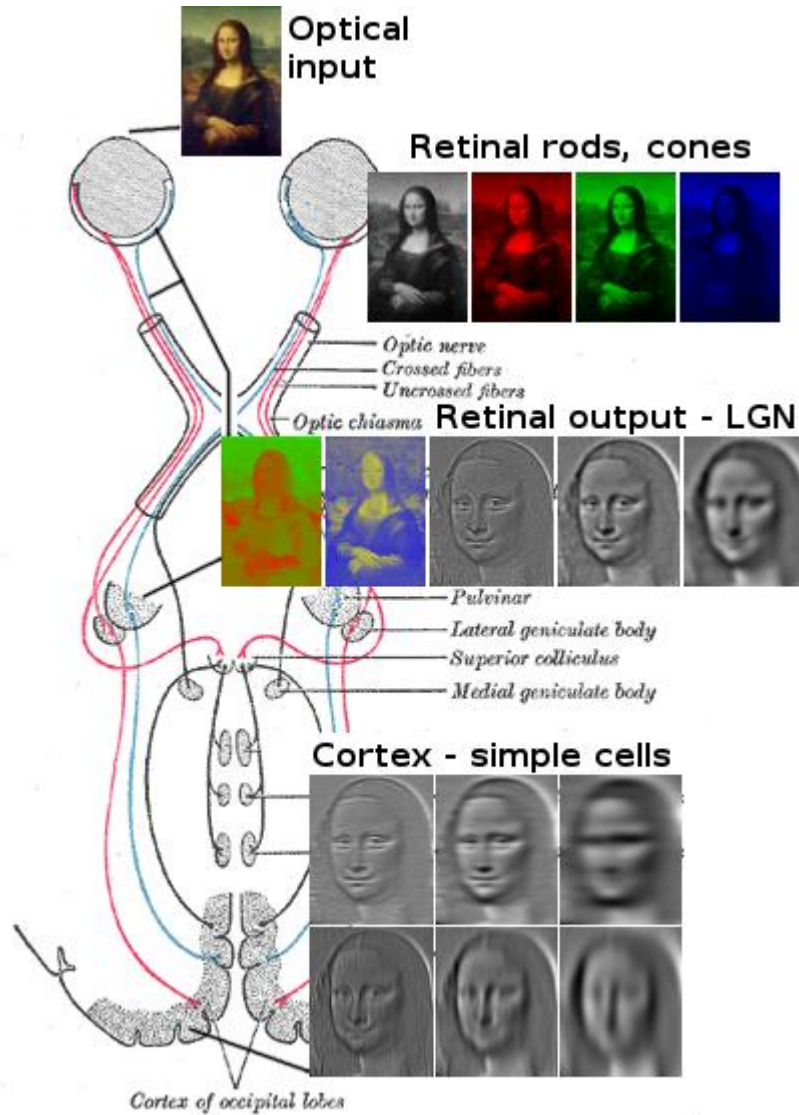 Optical
input
Retinal rods, cones
Optic nerve
Crossed fibers
Uncrossed fibers
Optic chiasma
Retinal output - LGN
Pulvinar
Lateral geniculate body
Superior colliculus
Medial geniculate body
Cortex - simple cells
Cortex of occipital lobes